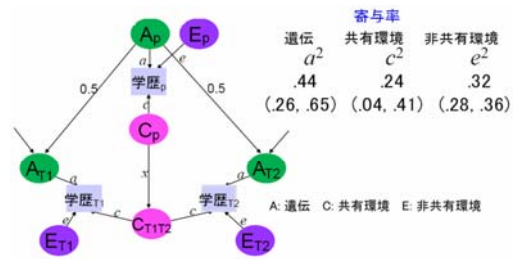 寄与率
遺伝 共有環境 非共有環境
a² c² e²
.44 .24 .32
(.26, .65) (.04, .41) (.28, .36)
AP EP
a e
学歴P
0.5 0.5
c
CP
x
AT1 AT2
a a
学歴T1 学歴T2
e c c e
ET1 CT1T2 ET2
A: 遺伝 C: 共有環境 E: 非共有環境